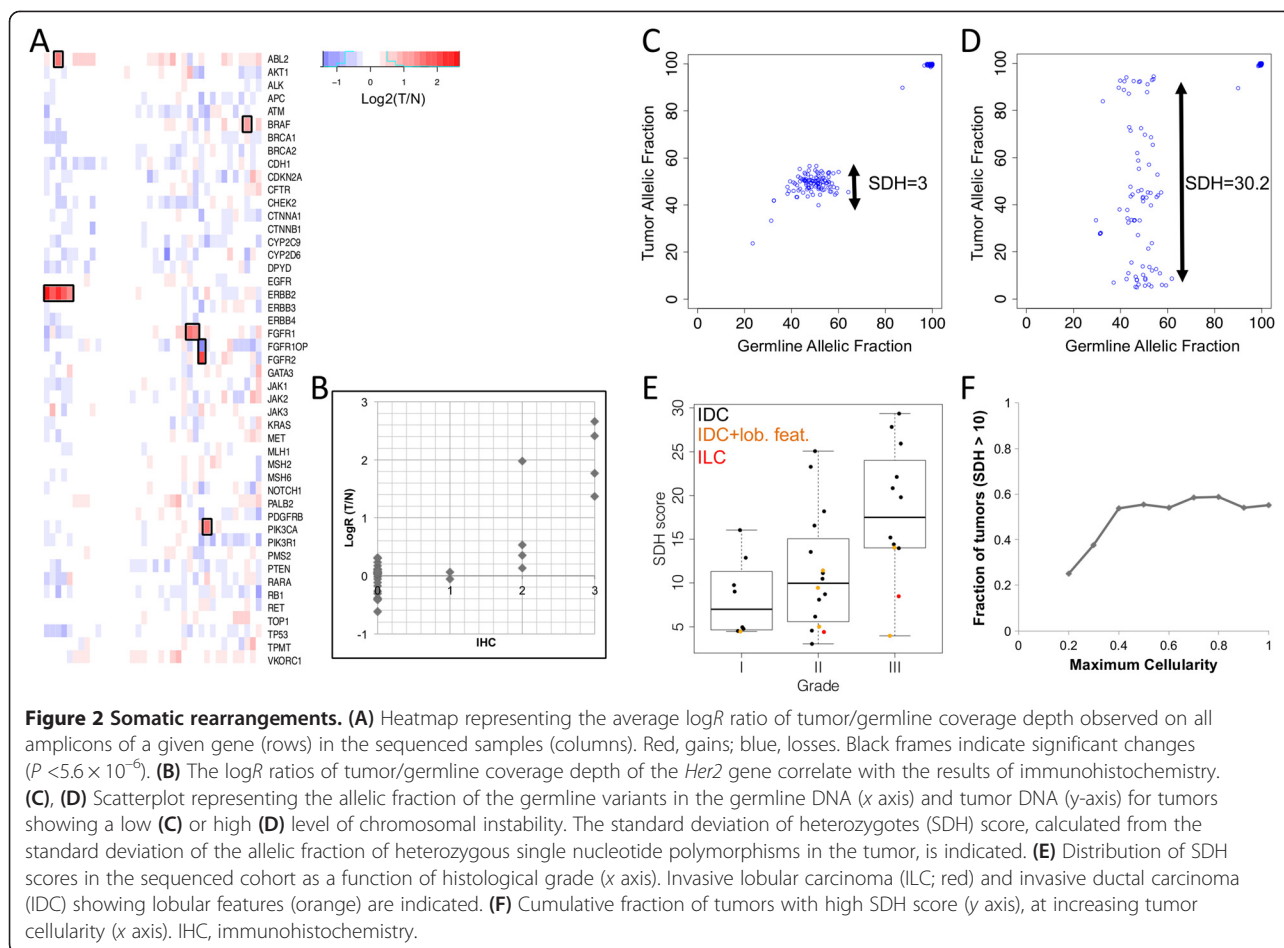 A
ABL2
AKT1
ALK
APC
ATM
BRAF
BRCA1
BRCA2
CDH1
CDKN2A
CFTR
CHEK2
CTNNA1
CTNNB1
CYP2C9
CYP2D6
DPYD
EGFR
ERBB2
ERBB3
ERBB4
FGFR1
FGFR1OP
FGFR2
GATA3
JAK1
JAK2
JAK3
KRAS
MET
MLH1
MSH2
MSH6
NOTCH1
PALB2
PDGFRB
PIK3CA
PIK3R1
PMS2
PTEN
RARA
RB1
RET
TOP1
TP53
TPMT
VKORC1
−1 0 1 2
Log2(T/N)
B
3
2
1
0
-1
0 1 2 3
LogR (T/N)
IHC
C
100
80
60
40
20
0
0 20 40 60 80 100
Tumor Allelic Fraction
Germline Allelic Fraction
SDH=3
D
100
80
60
40
20
0
0 20 40 60 80 100
Tumor Allelic Fraction
Germline Allelic Fraction
SDH=30.2
E
IDC
IDC+lob. feat.
ILC
30
25
20
15
10
5
SDH score
I II III
Grade
F
1
0.8
0.6
0.4
0.2
0
0 0.2 0.4 0.6 0.8 1
Fraction of tumors (SDH > 10)
Maximum Cellularity
Figure 2 Somatic rearrangements. (A) Heatmap representing the average logR ratio of tumor/germline coverage depth observed on all
amplicons of a given gene (rows) in the sequenced samples (columns). Red, gains; blue, losses. Black frames indicate significant changes
(P <5.6 × 10⁻⁶). (B) The logR ratios of tumor/germline coverage depth of the Her2 gene correlate with the results of immunohistochemistry.
(C), (D) Scatterplot representing the allelic fraction of the germline variants in the germline DNA (x axis) and tumor DNA (y-axis) for tumors
showing a low (C) or high (D) level of chromosomal instability. The standard deviation of heterozygotes (SDH) score, calculated from the
standard deviation of the allelic fraction of heterozygous single nucleotide polymorphisms in the tumor, is indicated. (E) Distribution of SDH
scores in the sequenced cohort as a function of histological grade (x axis). Invasive lobular carcinoma (ILC; red) and invasive ductal carcinoma
(IDC) showing lobular features (orange) are indicated. (F) Cumulative fraction of tumors with high SDH score (y axis), at increasing tumor
cellularity (x axis). IHC, immunohistochemistry.